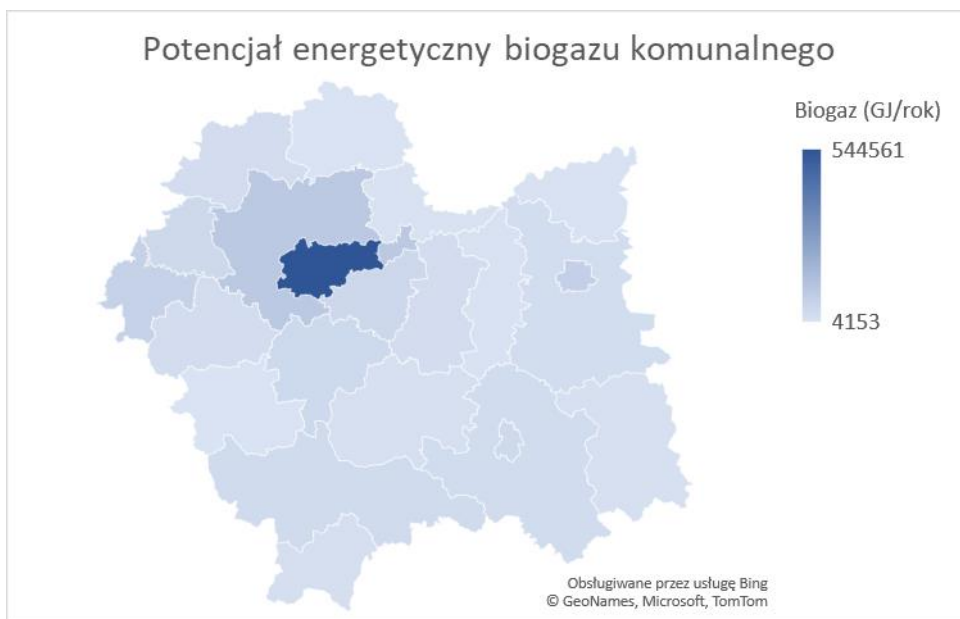 Potencjał energetyczny biogazu komunalnego
Biogaz (GJ/rok)
544561
4153
Obsługiwane przez usługę Bing
© GeoNames, Microsoft, TomTom